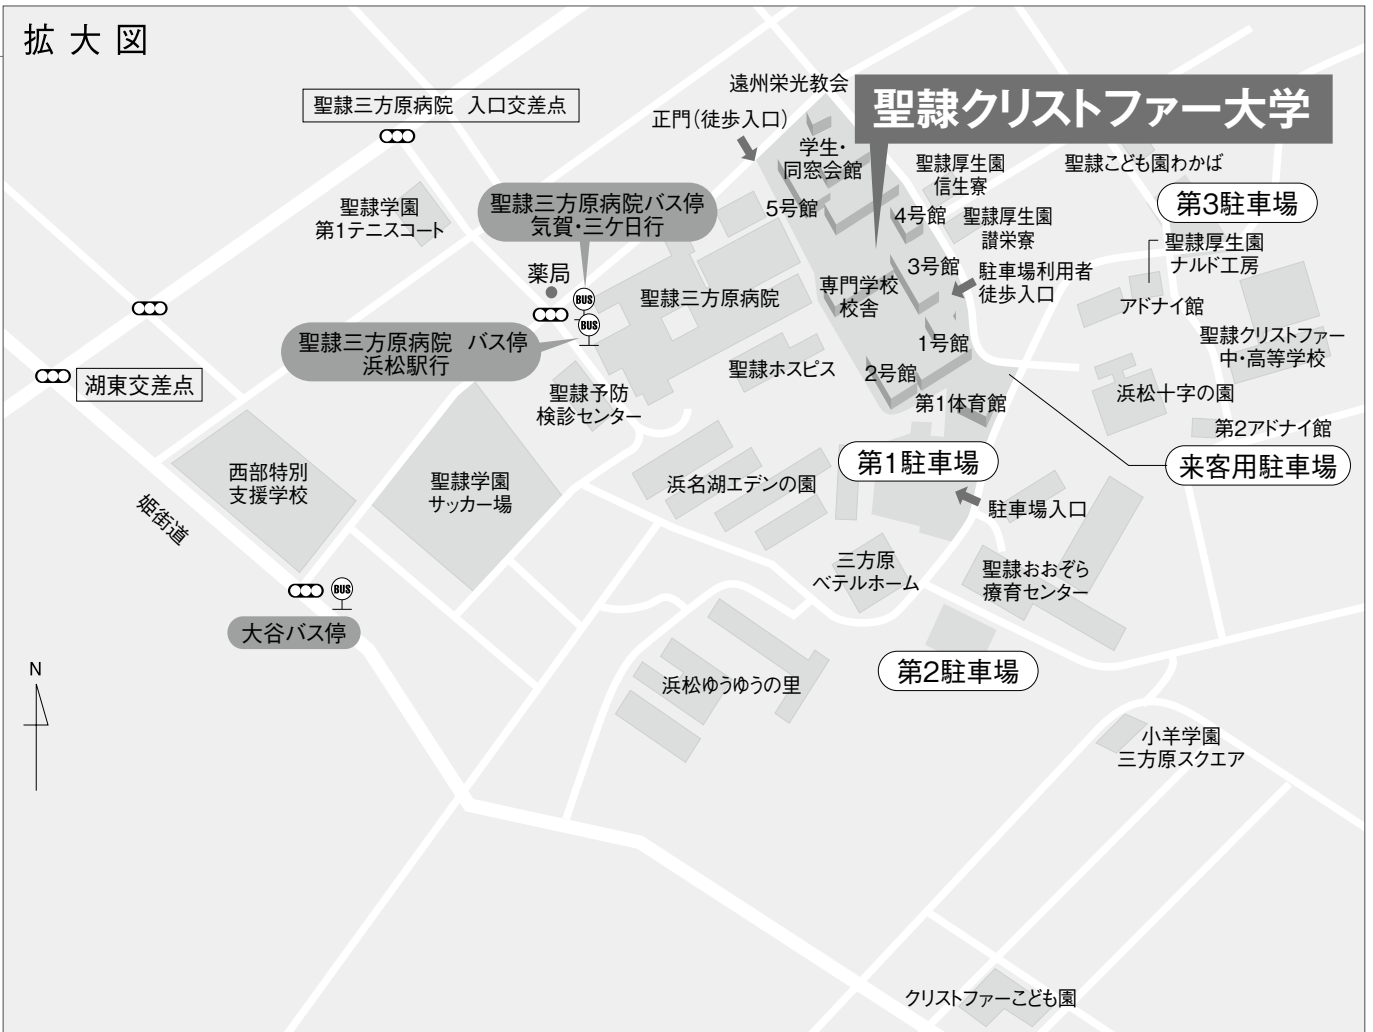 拡大図
遠州栄光教会
聖隷三方原病院 入口交差点
聖隷クリストファー大学
正門(徒歩入口)
学生・
同窓会館
聖隷厚生園
信生寮
聖隷こども園わかば
聖隷学園
第1テニスコート
聖隷三方原病院バス停
気賀・三ケ日行
5号館
4号館
聖隷厚生園
讃栄寮
第3駐車場
聖隷厚生園
ナルド工房
薬局
BUS
聖隷三方原病院
専門学校
校舎
3号館
駐車場利用者
徒歩入口
アドナイ館
BUS
聖隷三方原病院 バス停
浜松駅行
1号館
聖隷クリストファー
中・高等学校
湖東交差点
聖隷ホスピス
2号館
聖隷予防
検診センター
第1体育館
浜松十字の園
第2アドナイ館
西部特別
支援学校
聖隷学園
サッカー場
浜名湖エデンの園
第1駐車場
来客用駐車場
姫街道
駐車場入口
三方原
ベテルホーム
聖隷おおぞら
療育センター
BUS
大谷バス停
N
浜松ゆうゆうの里
第2駐車場
小羊学園
三方原スクエア
クリストファーこども園